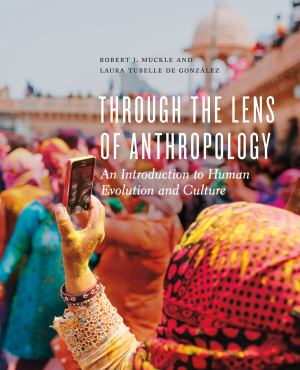 ROBERT J. MUCKLE AND
LAURA TUBELLE DE GONZÁLEZ
THROUGH THE LENS
OF ANTHROPOLOGY
An Introduction to Human
Evolution and Culture